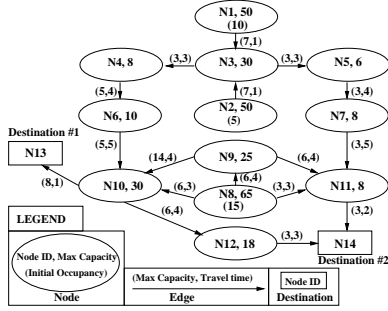 N1, 50
(10)
(7,1)
N4, 8
(3,3)
N3, 30
(3,3)
N5, 6
(5,4)
(7,1)
(3,4)
N6, 10
N2, 50
(5)
N7, 8
Destination #1
N13
(5,5)
(14,4)
N9, 25
(6,4)
(3,5)
(8,1)
N10, 30
(6,3)
(6,4)
N8, 65
(15)
(3,3)
N11, 8
LEGEND
(6,4)
N12, 18
(3,3)
(3,2)
N14
Destination #2
Node ID, Max Capacity
(Initial Occupancy)
Node
(Max Capacity, Travel time)
Edge
Node ID
Destination